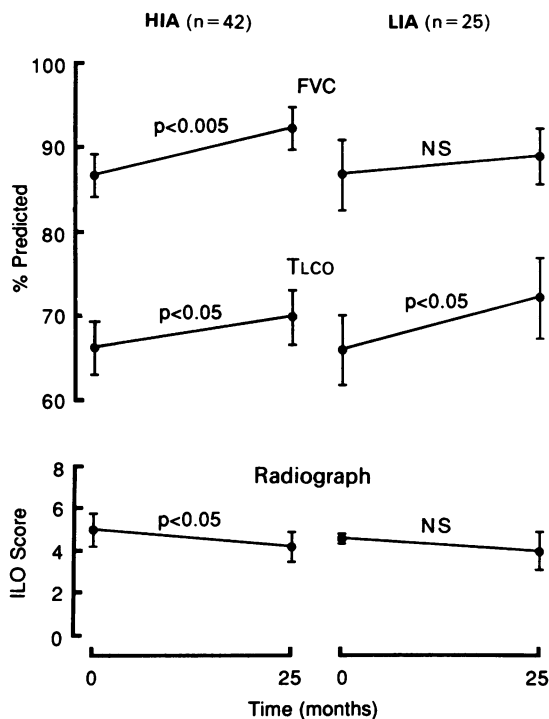 HIA (n=42) LIA (n=25)
100
FVC
p<0.005
90
NS
80
% Predicted
TLCO
70
p<0.05
p<0.05
60
8
Radiograph
6
p<0.05
NS
4
ILO Score
2
0
0 25 0 25
Time (months)